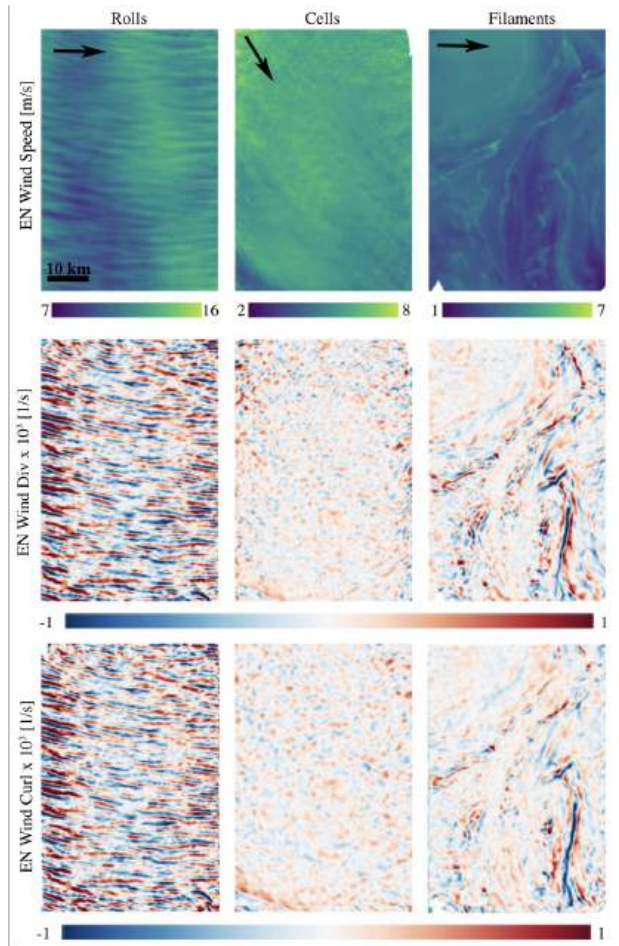 Rolls Cells Filaments
EN Wind Speed [m/s]
10 km
7 16 2 8 1 7
EN Wind Div x 10³ [1/s]
-1 1
EN Wind Curl x 10³ [1/s]
-1 1